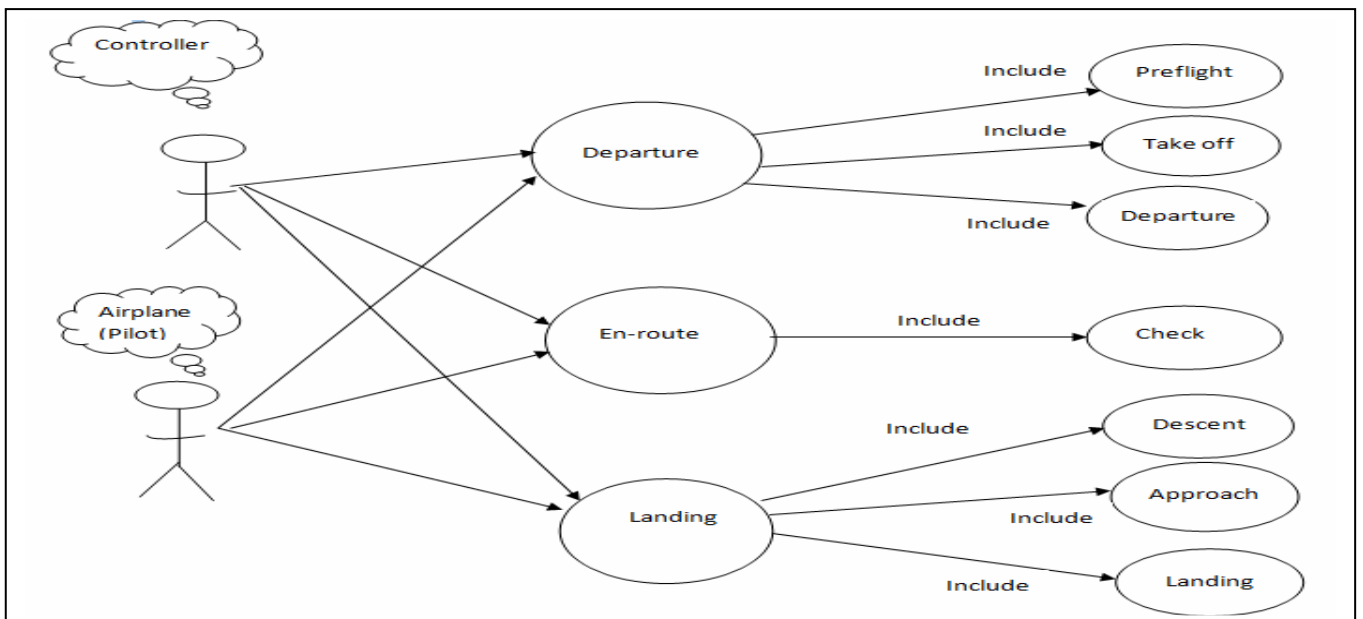 Controller
Include
Preflight
Include
Take off
Departure
Include
Departure
Airplane
(Pilot)
En-route
Include
Check
Include
Descent
Landing
Approach
Include
Include
Landing